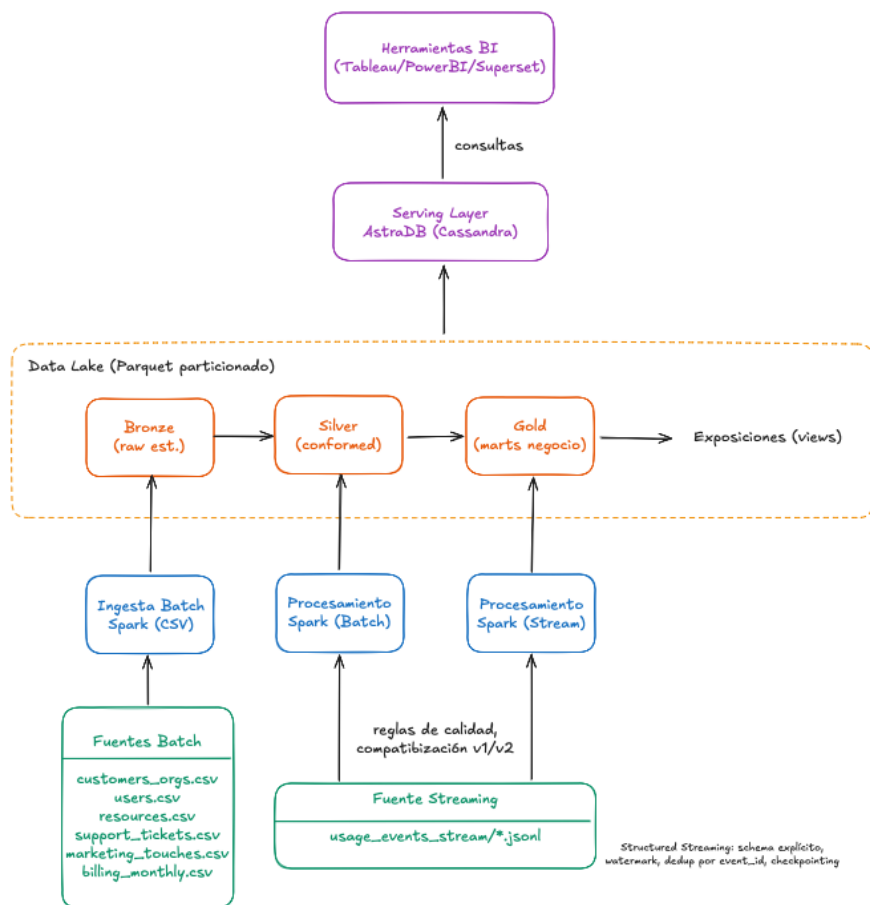 Herramientas BI
(Tableau/PowerBI/Superset)
consultas
Serving Layer
AstraDB (Cassandra)
Data Lake (Parquet particionado)
Bronze
(raw est.)
Silver
(conformed)
Gold
(marts negocio)
Exposiciones (views)
Ingesta Batch
Spark (CSV)
Procesamiento
Spark (Batch)
Procesamiento
Spark (Stream)
reglas de calidad,
compatibización v1/v2
Fuentes Batch
customers_orgs.csv
users.csv
resources.csv
support_tickets.csv
marketing_touches.csv
billing_monthly.csv
Fuente Streaming
usage_events_stream/*.jsonl
Structured Streaming: schema explícito,
watermark, dedup por event_id, checkpointing